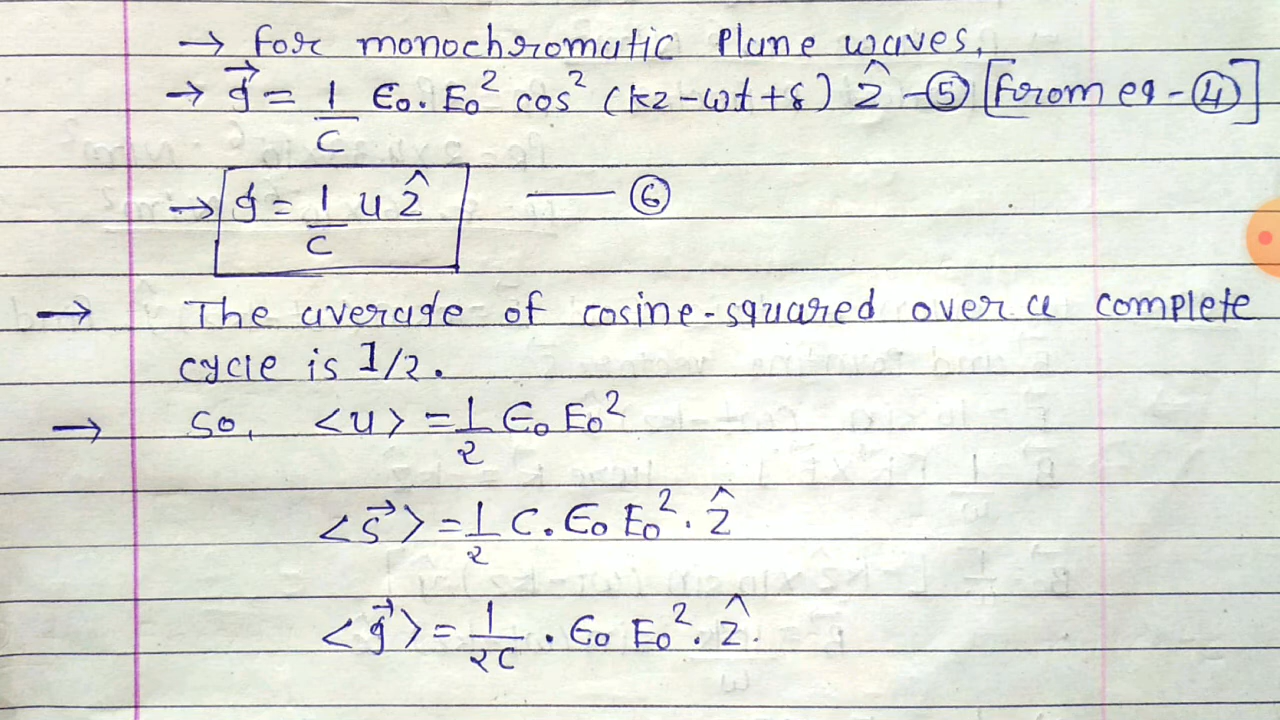 → for monochromatic Plane waves,
→ g⃗ = 1/c ε₀. E₀² cos² (kz-ωt+δ) ẑ -⑤ [from eq-④]
→ g = 1/c u ẑ —— ⑥
→ The average of cosine-squared over a complete
cycle is 1/2.
→ so, <u> = 1/2 ε₀ E₀²
<s⃗> = 1/2 c. ε₀ E₀². ẑ
<g⃗> = 1/2c . ε₀ E₀². ẑ.